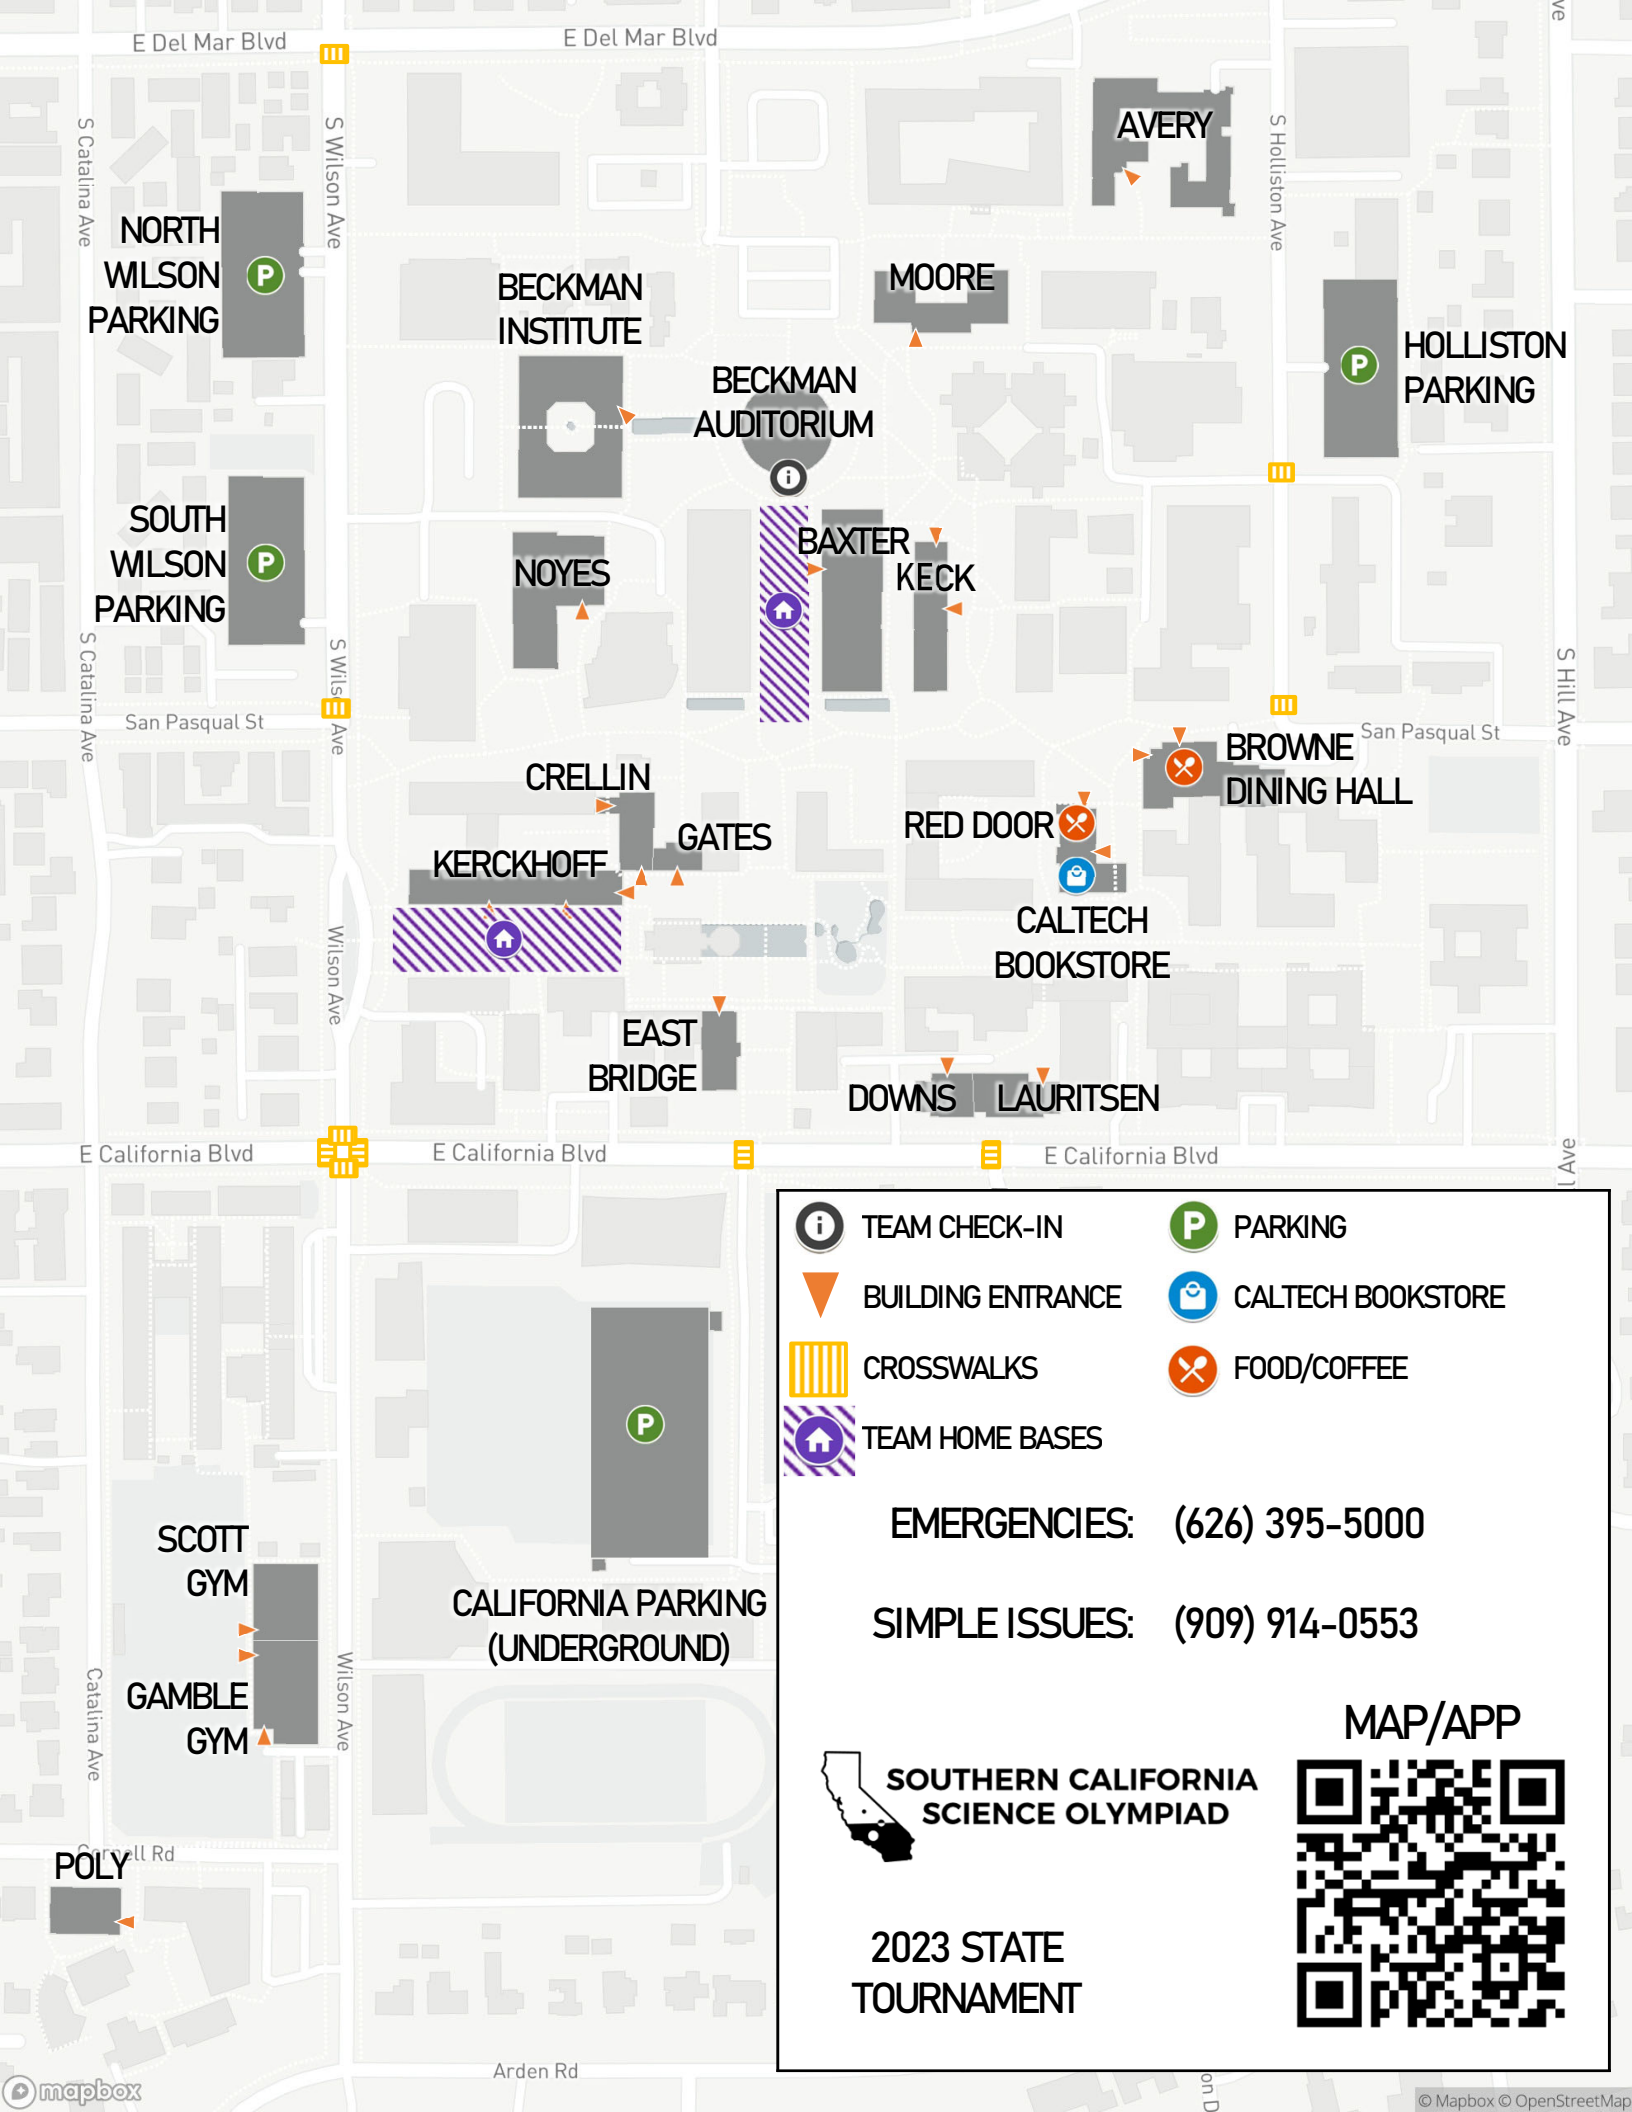 E Del Mar Blvd
E Del Mar Blvd
S Catalina Ave
S Wilson Ave
S Holliston Ave
AVERY
NORTH
WILSON
PARKING
P
BECKMAN
INSTITUTE
MOORE
BECKMAN
AUDITORIUM
HOLLISTON
PARKING
P
SOUTH
WILSON
PARKING
P
NOYES
BAXTER
KECK
S Catalina Ave
S Wilson Ave
S Hill Ave
San Pasqual St
San Pasqual St
CRELLIN
BROWNE
DINING HALL
GATES
RED DOOR
KERCKHOFF
CALTECH
BOOKSTORE
Wilson Ave
EAST
BRIDGE
DOWNS
LAURITSEN
E California Blvd
E California Blvd
E California Blvd
TEAM CHECK-IN
P
PARKING
BUILDING ENTRANCE
CALTECH BOOKSTORE
CROSSWALKS
FOOD/COFFEE
TEAM HOME BASES
P
EMERGENCIES: (626) 395-5000
SIMPLE ISSUES: (909) 914-0553
SCOTT
GYM
CALIFORNIA PARKING
(UNDERGROUND)
GAMBLE
GYM
Catalina Ave
Wilson Ave
MAP/APP
SOUTHERN CALIFORNIA
SCIENCE OLYMPIAD
Rd
POLY
2023 STATE
TOURNAMENT
Arden Rd
mapbox
© Mapbox © OpenStreetMap